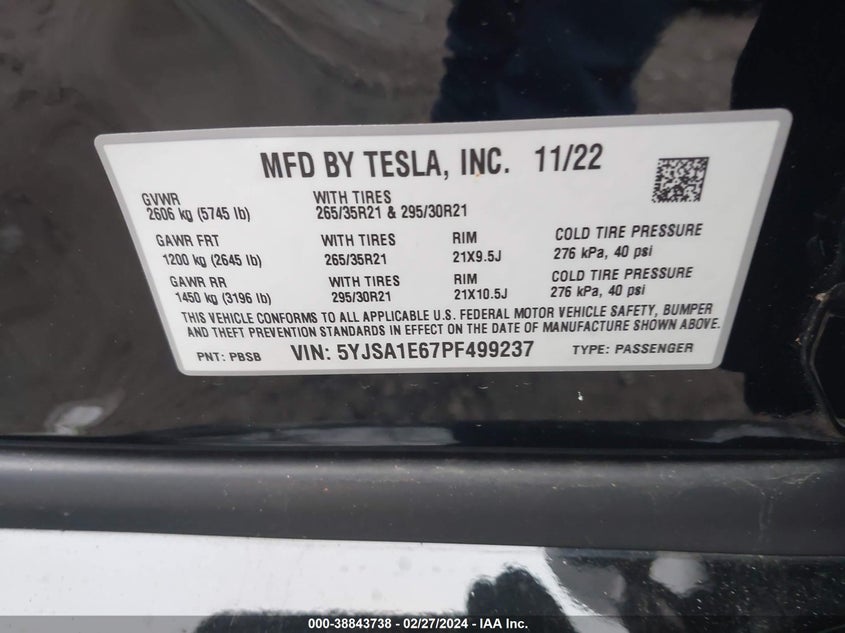 MFD BY TESLA, INC. 11/22
GVWR WITH TIRES
2606 kg (5745 lb) 265/35R21 & 295/30R21
GAWR FRT WITH TIRES RIM COLD TIRE PRESSURE
1200 kg (2645 lb) 265/35R21 21X9.5J 276 kPa, 40 psi
GAWR RR WITH TIRES RIM COLD TIRE PRESSURE
1450 kg (3196 lb) 295/30R21 21X10.5J 276 kPa, 40 psi
THIS VEHICLE CONFORMS TO ALL APPLICABLE U.S. FEDERAL MOTOR VEHICLE SAFETY, BUMPER
AND THEFT PREVENTION STANDARDS IN EFFECT ON THE DATE OF MANUFACTURE SHOWN ABOVE.
PNT: PBSB VIN: 5YJSA1E67PF499237 TYPE: PASSENGER
000-38843738 - 02/27/2024 - IAA Inc.